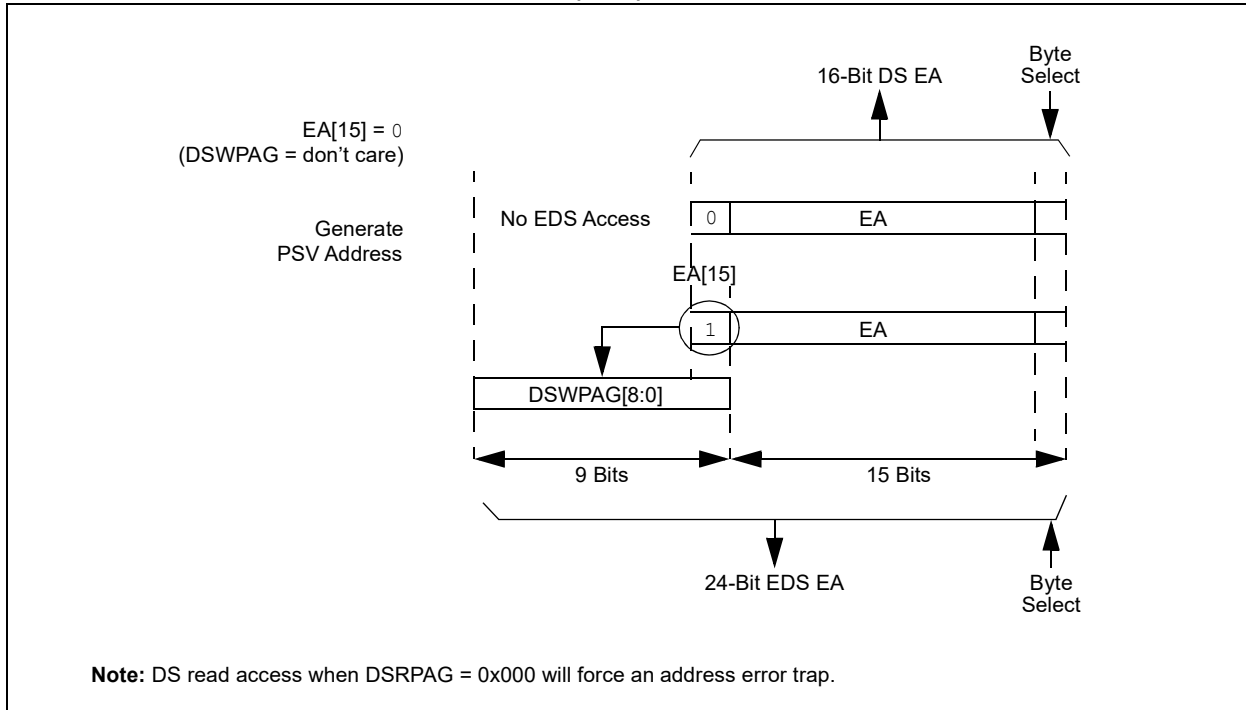 16-Bit DS EA
Byte
Select
EA[15] = 0
(DSWPAG = don't care)
No EDS Access
0
EA
Generate
PSV Address
EA[15]
1
EA
DSWPAG[8:0]
9 Bits
15 Bits
24-Bit EDS EA
Byte
Select
Note: DS read access when DSRPAG = 0x000 will force an address error trap.